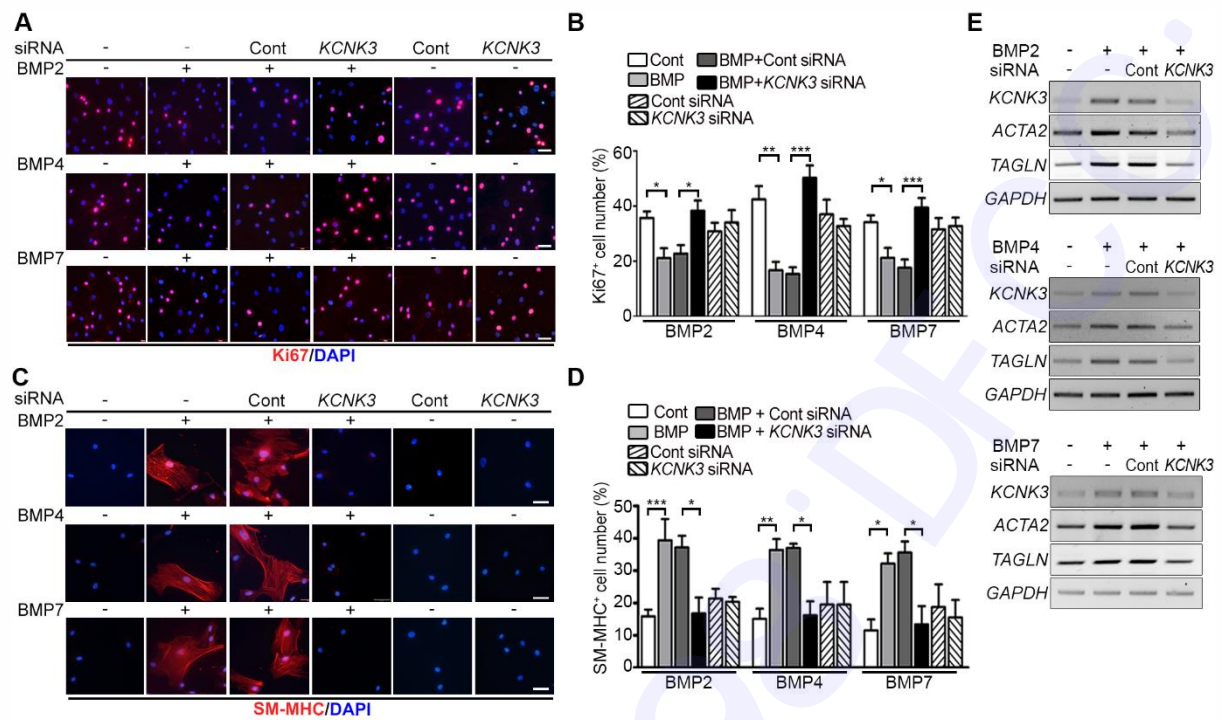 A
siRNA - - Cont KCNK3 Cont KCNK3
BMP2 - + + + - -
BMP4 - + + + - -
BMP7 - + + + - -
Ki67/DAPI
B
Cont BMP+Cont siRNA
BMP BMP+KCNK3 siRNA
Cont siRNA
KCNK3 siRNA
Ki67+ cell number (%)
60
40
20
0
* * ** *** * ***
BMP2 BMP4 BMP7
C
siRNA - - Cont KCNK3 Cont KCNK3
BMP2 - + + + - -
BMP4 - + + + - -
BMP7 - + + + - -
SM-MHC/DAPI
D
Cont BMP + Cont siRNA
BMP BMP + KCNK3 siRNA
Cont siRNA
KCNK3 siRNA
SM-MHC+ cell number (%)
50
40
30
20
10
0
*** * ** * * *
BMP2 BMP4 BMP7
E
BMP2 - + + +
siRNA - - Cont KCNK3
KCNK3
ACTA2
TAGLN
GAPDH
BMP4 - + + +
siRNA - - Cont KCNK3
KCNK3
ACTA2
TAGLN
GAPDH
BMP7 - + + +
siRNA - - Cont KCNK3
KCNK3
ACTA2
TAGLN
GAPDH